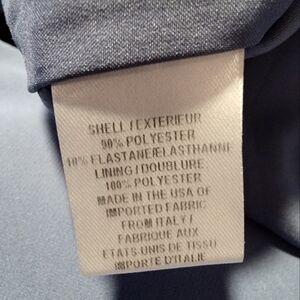 SHELL/EXTERIEUR
90% POLYESTER
10% ELASTANE/ELASTHANNE
LINING/DOUBLURE
100% POLYESTER
MADE IN THE USA OF
IMPORTED FABRIC
FROM ITALY/
FABRIQUE AUX
ETATS-UNIS DE TISSU
IMPORTE D'ITALIE